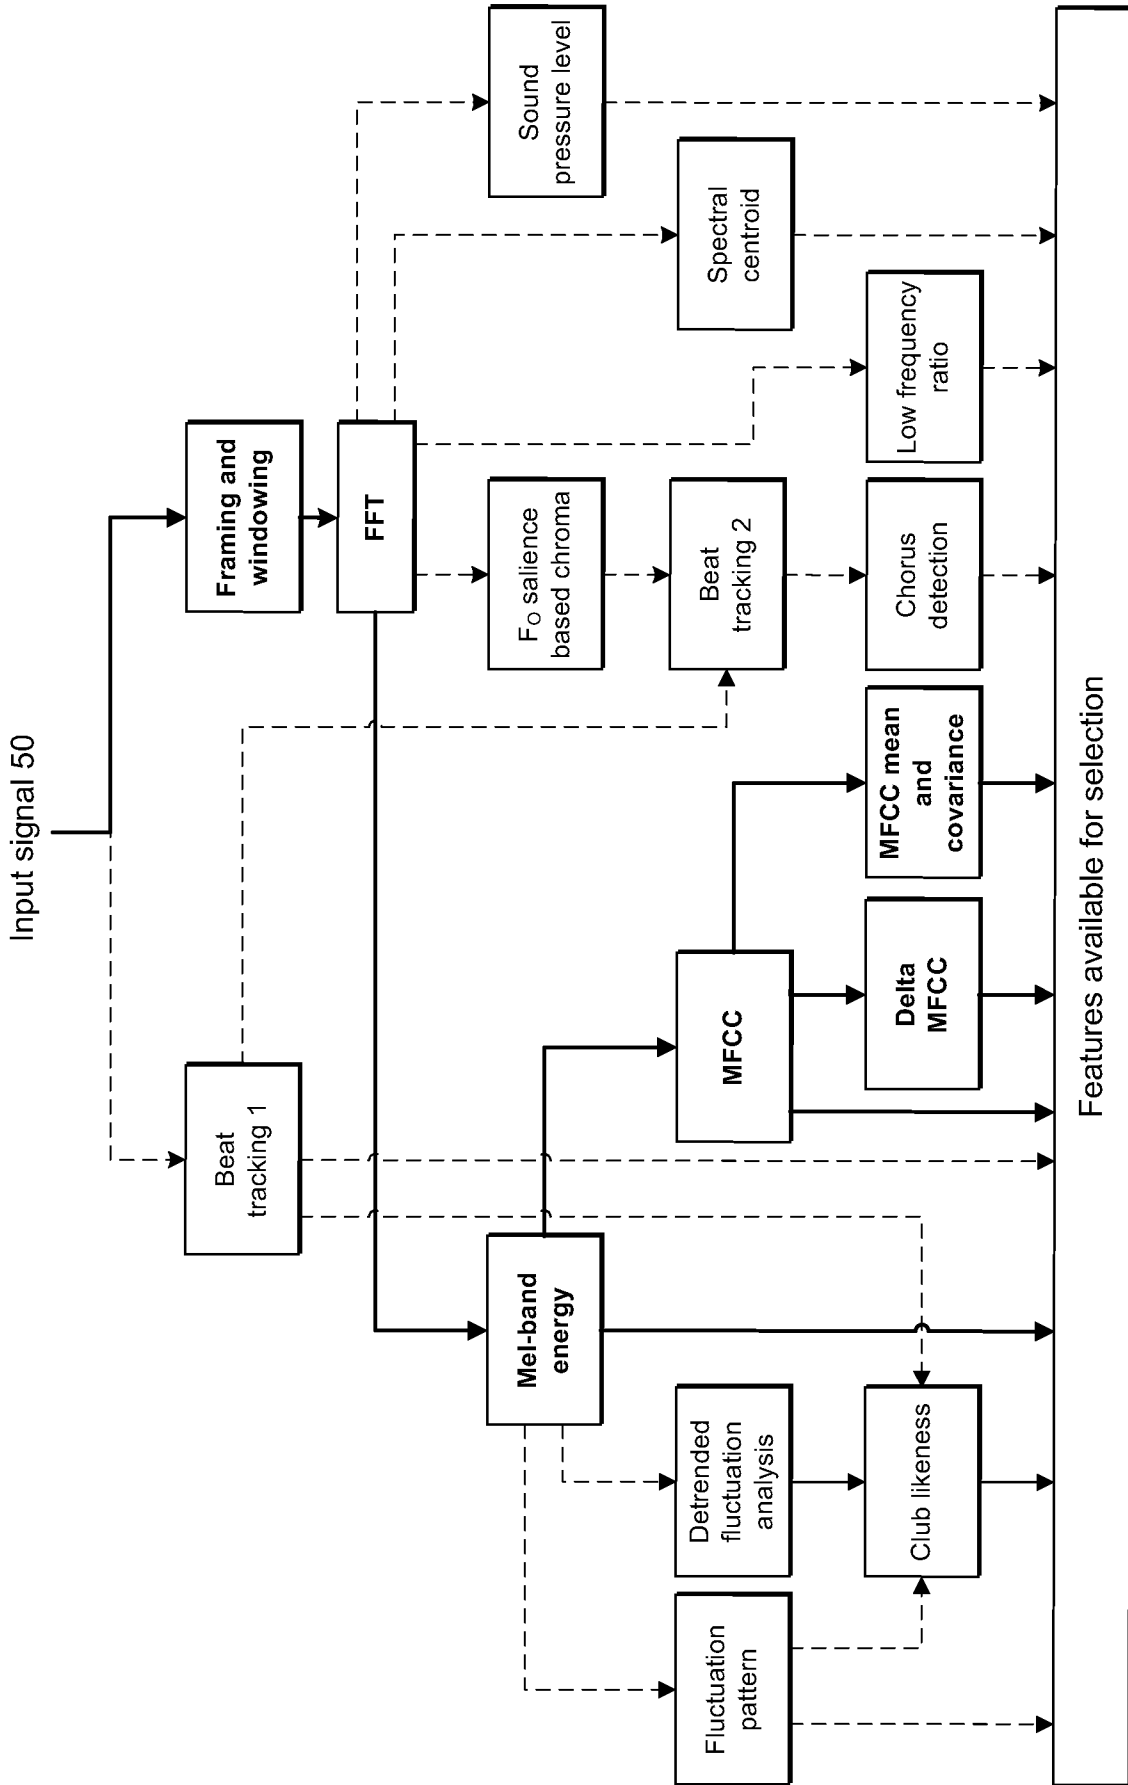 Input signal 50
Beat
tracking 1
Framing and
windowing
FFT
Mel-band
energy
F₀ salience
based chroma
Sound
pressure level
Fluctuation
pattern
Detrended
fluctuation
analysis
MFCC
Beat
tracking 2
Spectral
centroid
Club likeness
Delta
MFCC
MFCC mean
and
covariance
Chorus
detection
Low frequency
ratio
Features available for selection